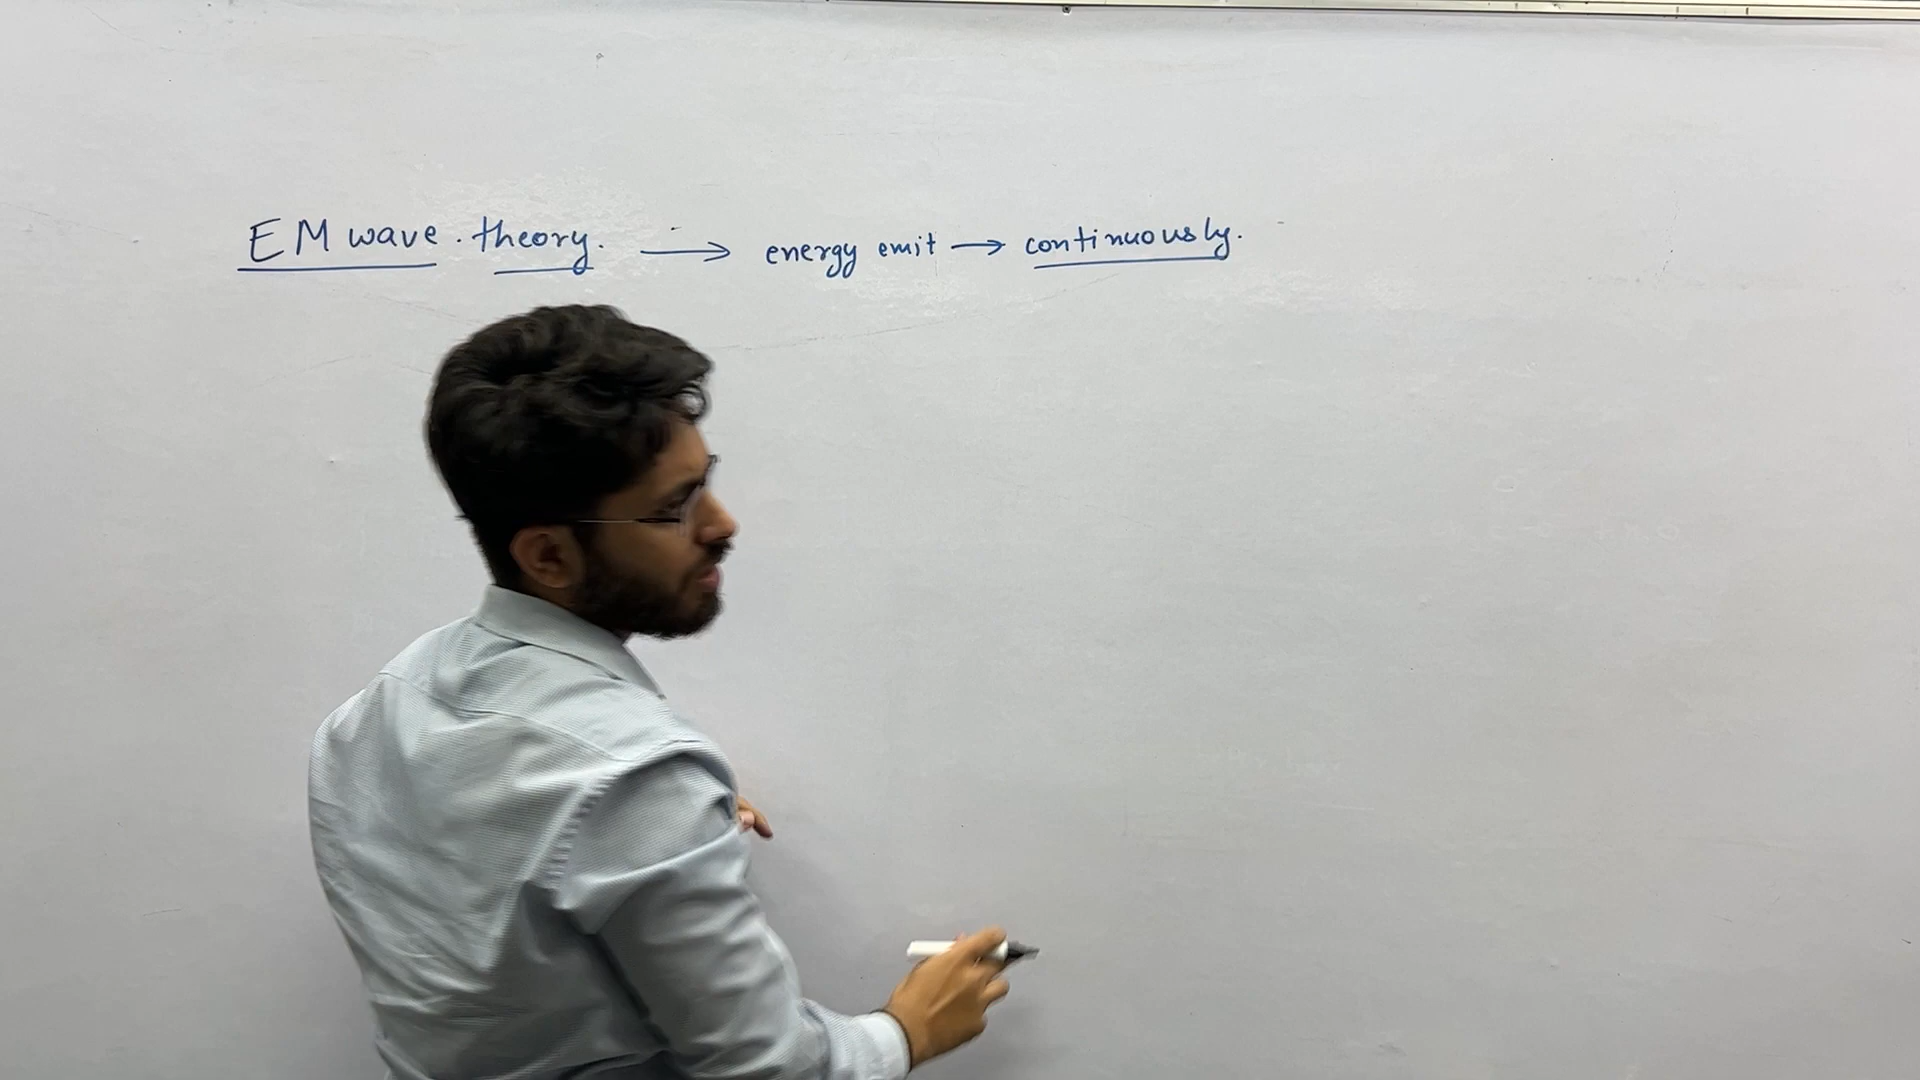 EM wave. theory. → energy emit → continuously.